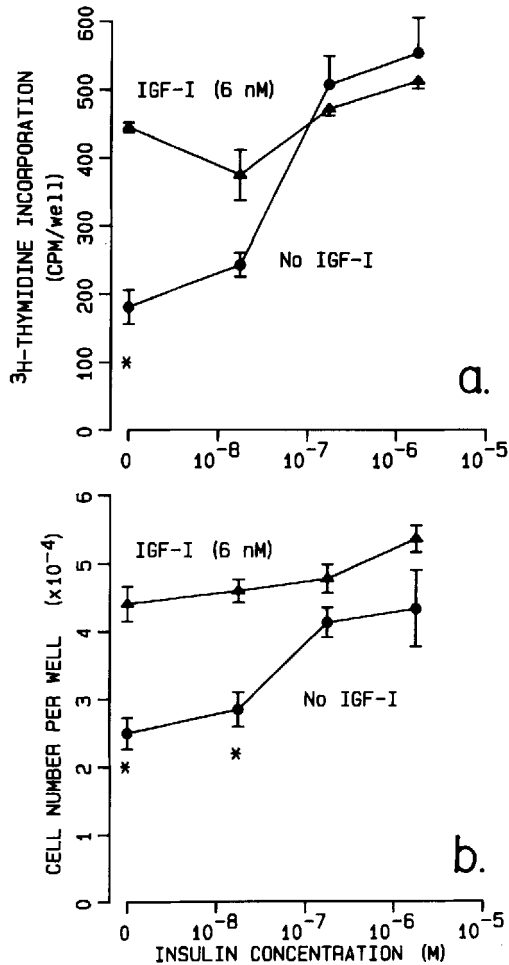 600
500
400
300
200
100
0
³H-THYMIDINE INCORPORATION
(CPM/well)
IGF-I (6 nM)
No IGF-I
*
a.
0 10⁻⁸ 10⁻⁷ 10⁻⁶ 10⁻⁵
6
5
4
3
2
1
0
CELL NUMBER PER WELL (x10⁻⁴)
IGF-I (6 nM)
No IGF-I
* *
b.
0 10⁻⁸ 10⁻⁷ 10⁻⁶ 10⁻⁵
INSULIN CONCENTRATION (M)